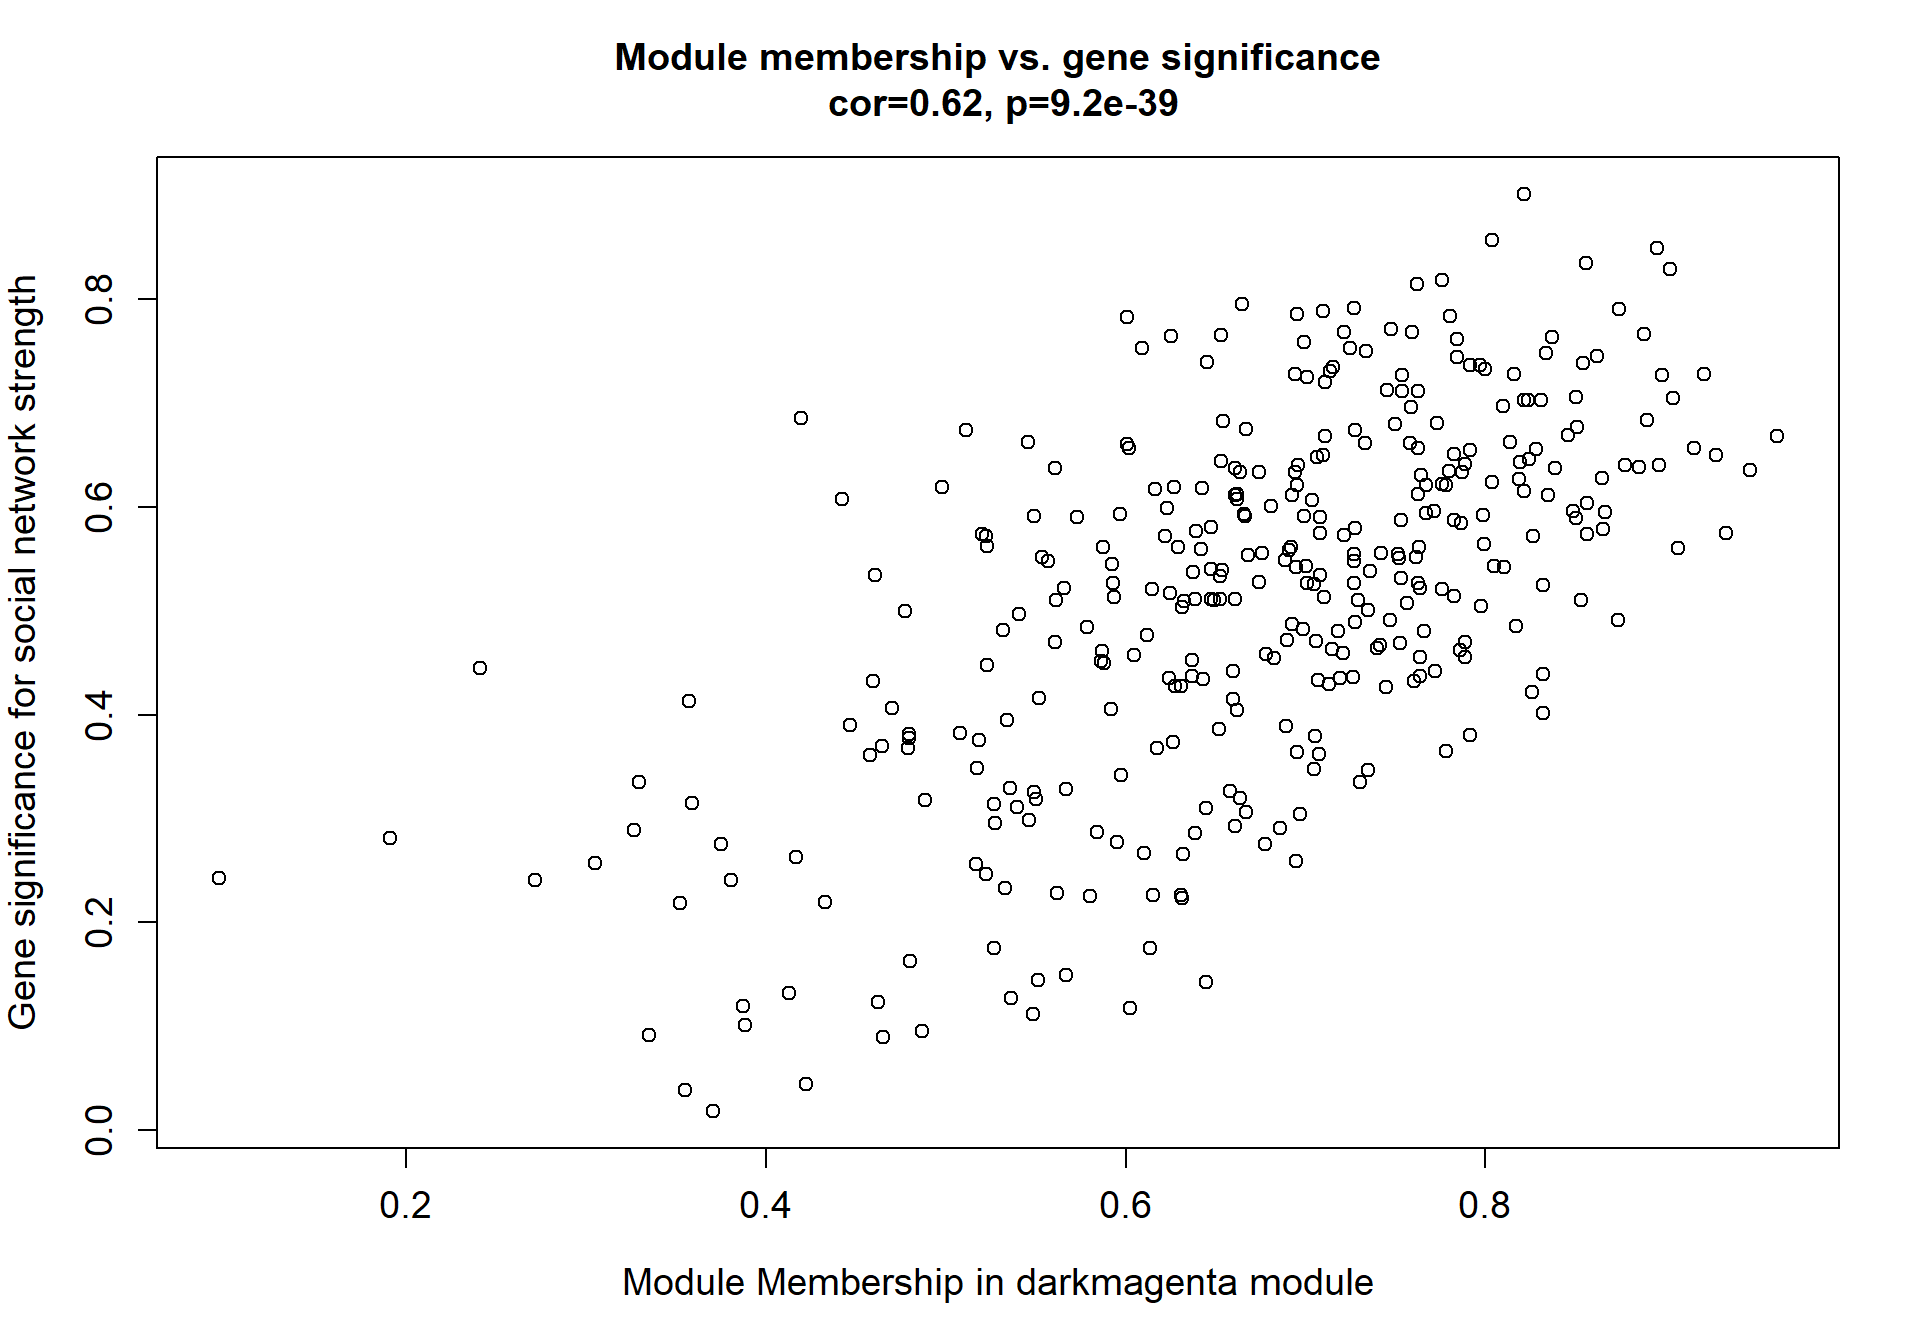 Module membership vs. gene significance
cor=0.62, p=9.2e-39
Gene significance for social network strength
0.8
0.6
0.4
0.2
0.0
0.2
0.4
0.6
0.8
Module Membership in darkmagenta module